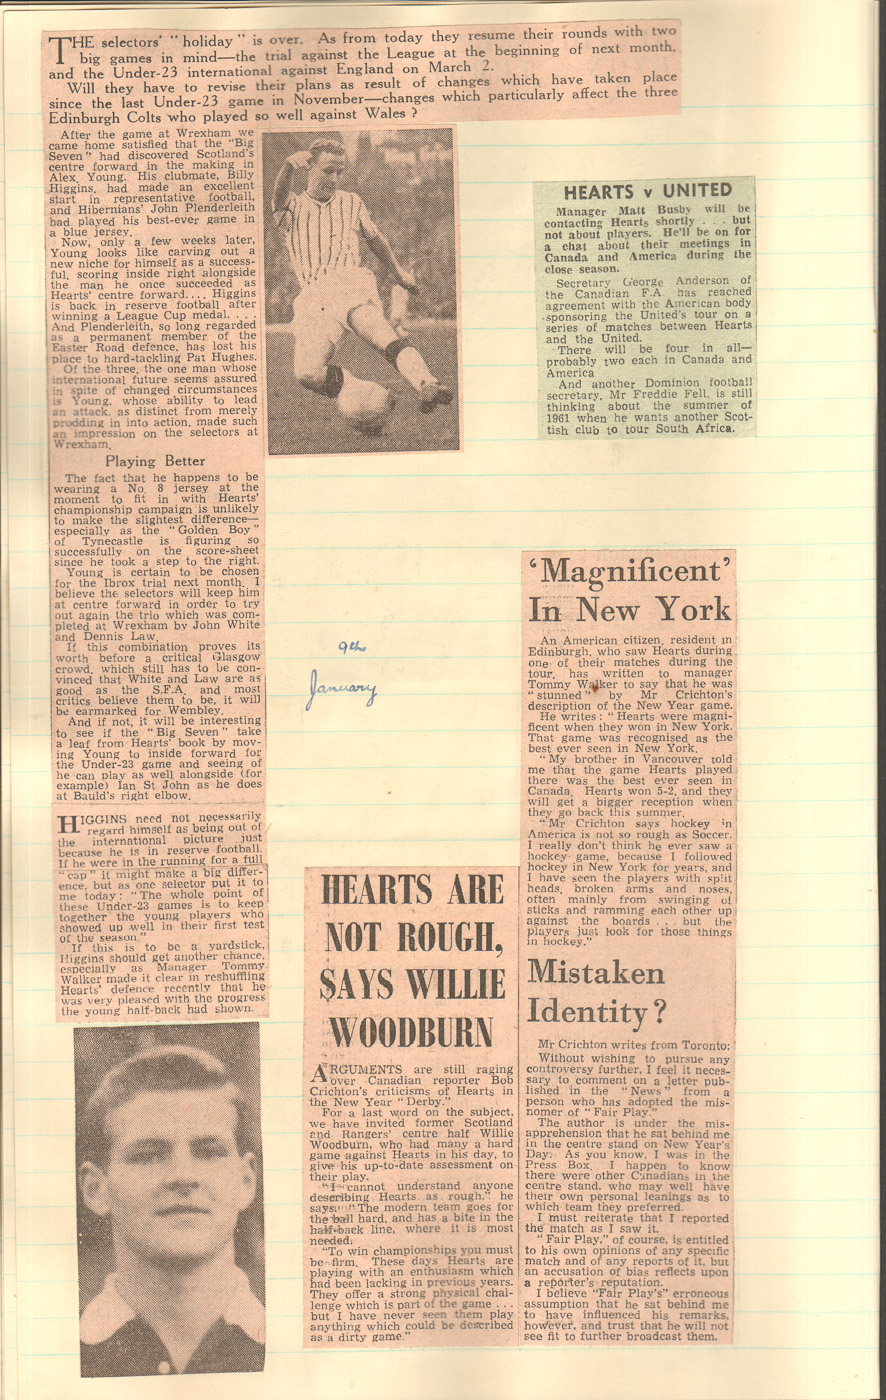 THE selectors' "holiday" is over. As from today they resume their rounds with two
big games in mind—the trial against the League at the beginning of next month,
and the Under-23 international against England on March 2.
Will they have to revise their plans as result of changes which have taken place
since the last Under-23 game in November—changes which particularly affect the three
Edinburgh Colts who played so well against Wales ?
After the game at Wrexham we
came home satisfied that the "Big
Seven" had discovered Scotland's
centre forward in the making in
Alex. Young. His clubmate, Billy
Higgins, had made an excellent
start in representative football,
and Hibernians' John Plenderleith
had played his best-ever game in
a blue jersey.
Now, only a few weeks later,
Young looks like carving out a
new niche for himself as a success-
ful, scoring inside right alongside
the man he once succeeded as
Hearts' centre forward.... Higgins
is back in reserve football after
winning a League Cup medal. . . .
And Plenderleith, so long regarded
as a permanent member of the
Easter Road defence, has lost his
place to hard-tackling Pat Hughes.
Of the three, the one man whose
international future seems assured
in spite of changed circumstances
is Young, whose ability to lead
an attack, as distinct from merely
prodding in into action, made such
an impression on the selectors at
Wrexham.
Playing Better
The fact that he happens to be
wearing a No. 8 jersey at the
moment to fit in with Hearts'
championship campaign is unlikely
to make the slightest difference—
especially as the "Golden Boy"
of Tynecastle is figuring so
successfully on the score-sheet
since he took a step to the right.
Young is certain to be chosen
for the Ibrox trial next month. I
believe the selectors will keep him
at centre forward in order to try
out again the trio which was com-
pleted at Wrexham by John White
and Dennis Law.
If this combination proves its
worth before a critical Glasgow
crowd, which still has to be con-
vinced that White and Law are as
good as the S.F.A. and most
critics believe them to be, it will
be earmarked for Wembley.
And if not, it will be interesting
to see if the "Big Seven" take
a leaf from Hearts' book by mov-
ing Young to inside forward for
the Under-23 game and seeing of
he can play as well alongside (for
example) Ian St John as he does
at Bauld's right elbow.
HIGGINS need not necessarily
regard himself as being out of
the international picture just
because he is in reserve football.
If he were in the running for a full
"cap" it might make a big differ-
ence, but as one selector put it to
me today: "The whole point of
these Under-23 games is to keep
together the young players who
showed up well in their first test
of the season."
If this is to be a yardstick,
Higgins should get another chance,
especially as Manager Tommy
Walker made it clear in reshuffling
Hearts' defence recently that he
was very pleased with the progress
the young half-back had shown.
HEARTS v UNITED
Manager Matt Busby will be
contacting Hearts shortly . . . but
not about players. He'll be on for
a chat about their meetings in
Canada and America during the
close season.
Secretary George Anderson of
the Canadian F.A. has reached
agreement with the American body
sponsoring the United's tour on a
series of matches between Hearts
and the United.
There will be four in all—
probably two each in Canada and
America
And another Dominion football
secretary, Mr Freddie Fell, is still
thinking about the summer of
1961 when he wants another Scot-
tish club to tour South Africa.
9th
January
HEARTS ARE
NOT ROUGH,
SAYS WILLIE
WOODBURN
ARGUMENTS are still raging
over Canadian reporter Bob
Crichton's criticisms of Hearts in
the New Year "Derby."
For a last word on the subject,
we have invited former Scotland
and Rangers' centre half Willie
Woodburn, who had many a hard
game against Hearts in his day, to
give his up-to-date assessment on
their play.
"I cannot understand anyone
describing Hearts as rough," he
says. "The modern team goes for
the ball hard, and has a bite in the
half-back line, where it is most
needed.
"To win championships you must
be firm. These days Hearts are
playing with an enthusiasm which
had been lacking in previous years.
They offer a strong physical chal-
lenge which is part of the game . . .
but I have never seen them play
anything which could be described
as a dirty game."
'Magnificent'
In New York
An American citizen, resident in
Edinburgh, who saw Hearts during
one of their matches during the
tour, has written to manager
Tommy Walker to say that he was
"stunned" by Mr Crichton's
description of the New Year game.
He writes: "Hearts were magni-
ficent when they won in New York.
That game was recognised as the
best ever seen in New York.
"My brother in Vancouver told
me that the game Hearts played
there was the best ever seen in
Canada. Hearts won 5-2, and they
will get a bigger reception when
they go back this summer.
"Mr Crichton says hockey in
America is not so rough as Soccer.
I really don't think he ever saw a
hockey game, because I followed
hockey in New York for years, and
I have seen the players with split
heads, broken arms and noses,
often mainly from swinging of
sticks and ramming each other up
against the boards . . . but the
players just look for those things
in hockey."
Mistaken
Identity?
Mr Crichton writes from Toronto:
Without wishing to pursue any
controversy further, I feel it neces-
sary to comment on a letter pub-
lished in the "News" from a
person who has adopted the mis-
nomer of "Fair Play."
The author is under the mis-
apprehension that he sat behind me
in the centre stand on New Year's
Day. As you know, I was in the
Press Box. I happen to know
there were other Canadians in the
centre stand, who may well have
their own personal leanings as to
which team they preferred.
I must reiterate that I reported
the match as I saw it.
"Fair Play," of course, is entitled
to his own opinions of any specific
match and of any reports of it, but
an accusation of bias reflects upon
a reporter's reputation.
I believe "Fair Play's" erroneous
assumption that he sat behind me
to have influenced his remarks,
however, and trust that he will not
see fit to further broadcast them.